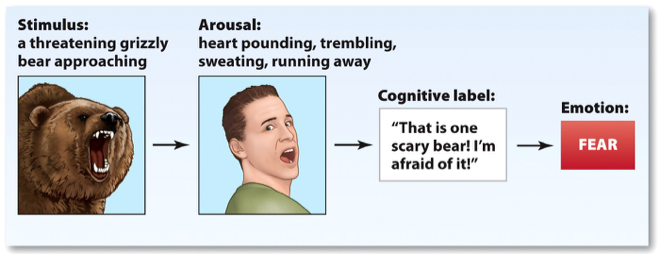 Stimulus:
a threatening grizzly
bear approaching
Arousal:
heart pounding, trembling,
sweating, running away
Cognitive label:
“That is one
scary bear! I’m
afraid of it!”
Emotion:
FEAR